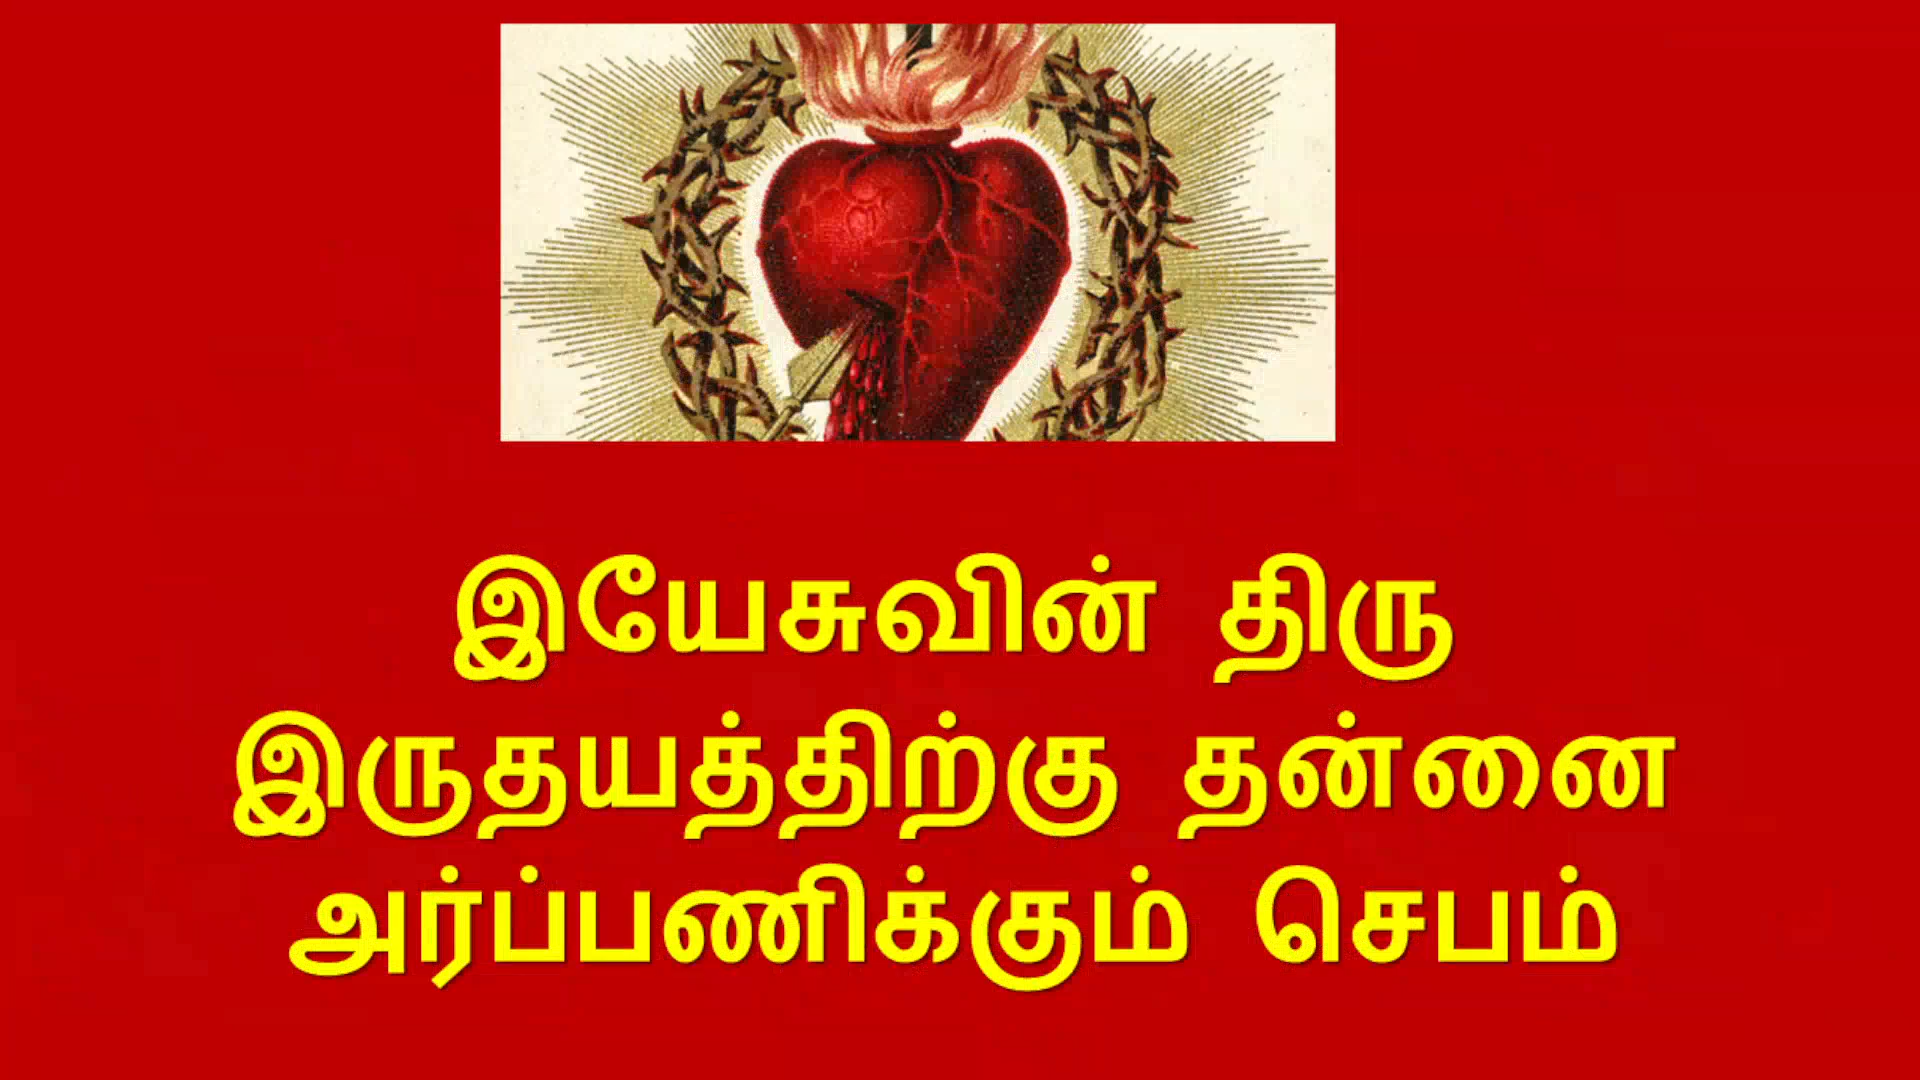 இயேசுவின் திரு
இருதயத்திற்கு தன்னை
அர்ப்பணிக்கும் செபம்